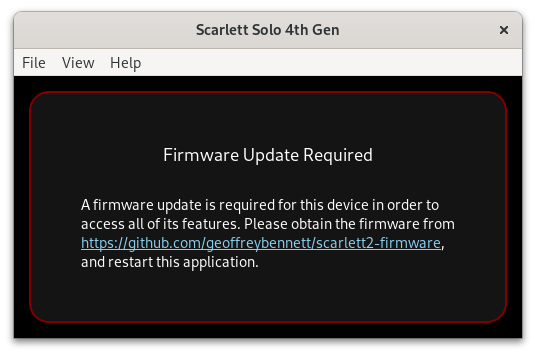 Scarlett Solo 4th Gen ×
File View Help
Firmware Update Required
A firmware update is required for this device in order to
access all of its features. Please obtain the firmware from
https://github.com/geoffreybennett/scarlett2-firmware,
and restart this application.